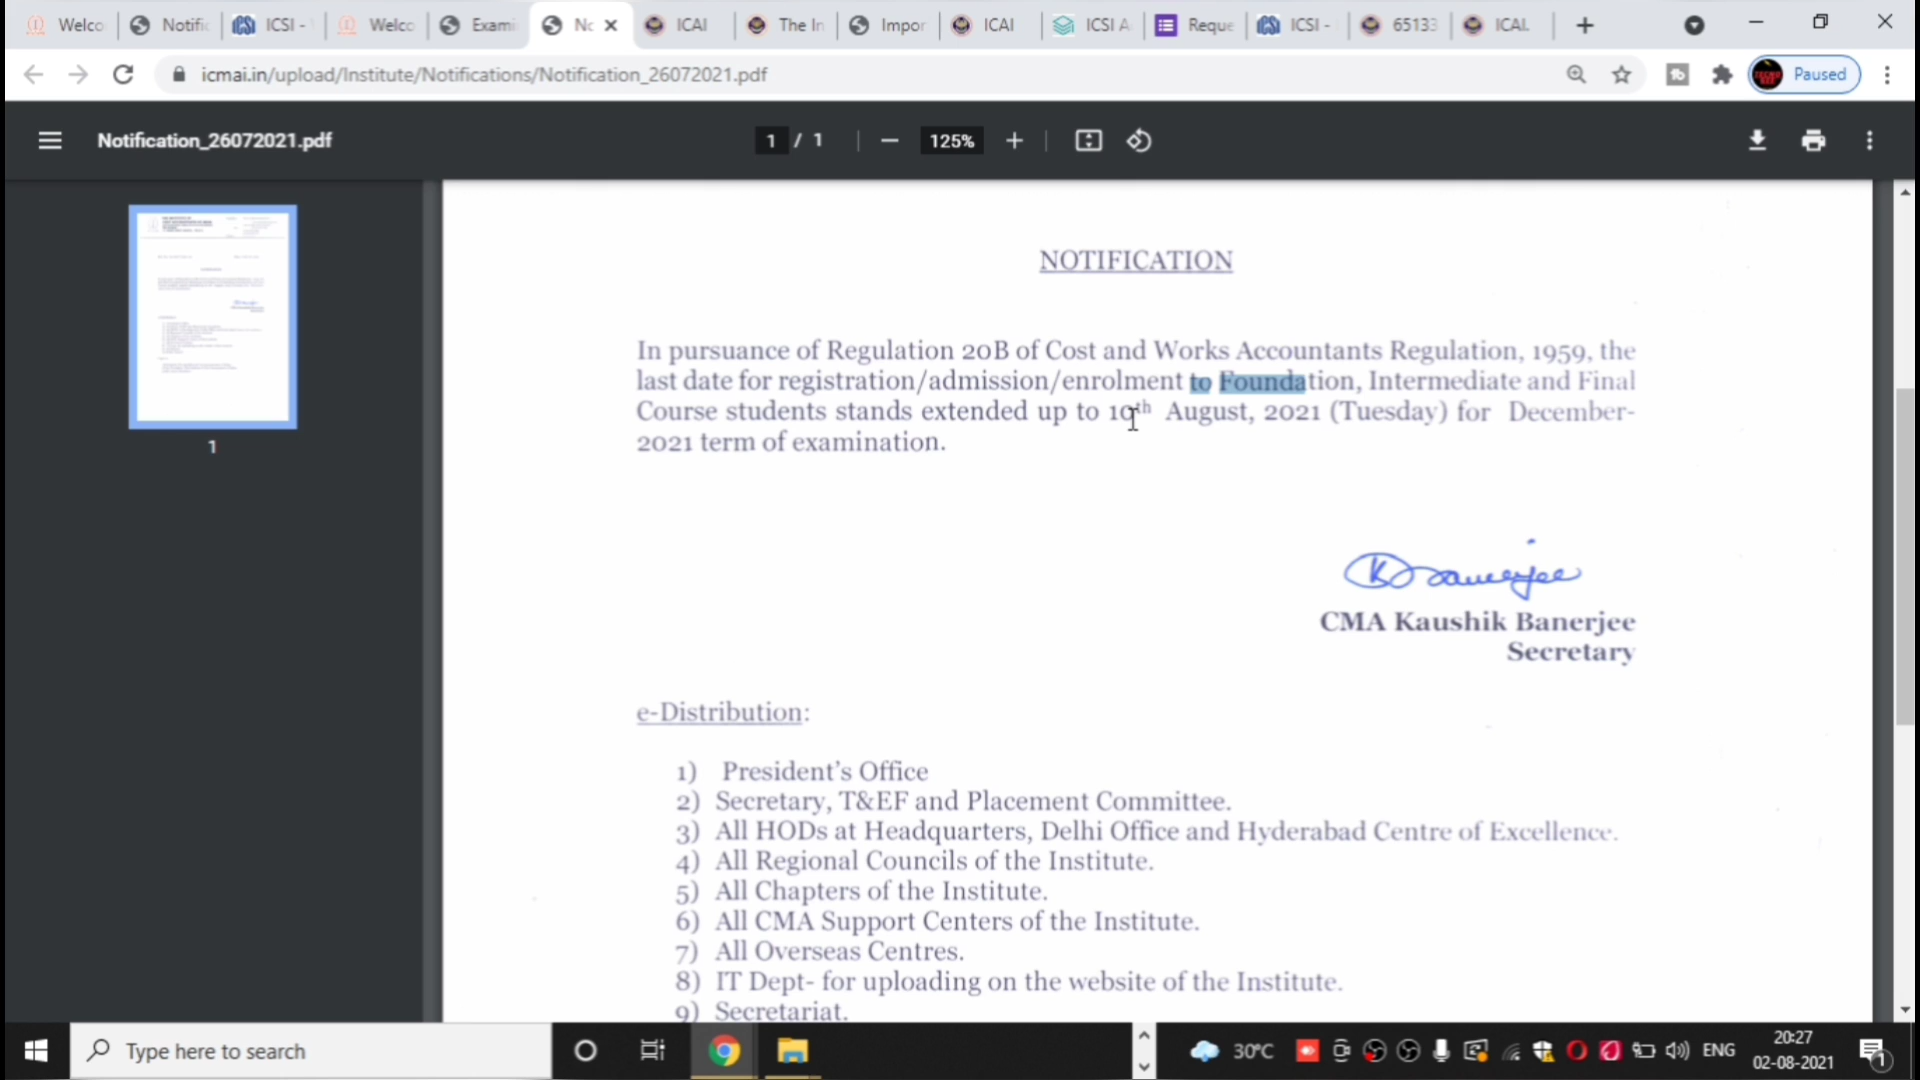 Welco Notific ICSI - Welco Exami No ICAI The In Impor ICAI ICSI A Reque ICSI - 65133 ICAI.
icmai.in/upload/Institute/Notifications/Notification_26072021.pdf
Paused
Notification_26072021.pdf
1 / 1
125%
1
NOTIFICATION
In pursuance of Regulation 20B of Cost and Works Accountants Regulation, 1959, the
last date for registration/admission/enrolment to Foundation, Intermediate and Final
Course students stands extended up to 10th August, 2021 (Tuesday) for December-
2021 term of examination.
CMA Kaushik Banerjee
Secretary
e-Distribution:
1) President's Office
2) Secretary, T&EF and Placement Committee.
3) All HODs at Headquarters, Delhi Office and Hyderabad Centre of Excellence.
4) All Regional Councils of the Institute.
5) All Chapters of the Institute.
6) All CMA Support Centers of the Institute.
7) All Overseas Centres.
8) IT Dept- for uploading on the website of the Institute.
9) Secretariat.
Type here to search
30°C
ENG
20:27
02-08-2021
1